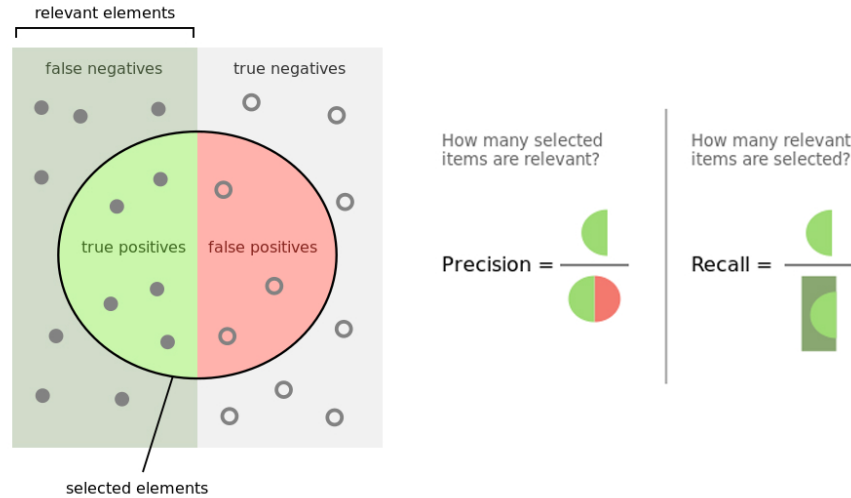 relevant elements
false negatives
true negatives
true positives
false positives
selected elements
How many selected
items are relevant?
Precision =
How many relevant
items are selected?
Recall =